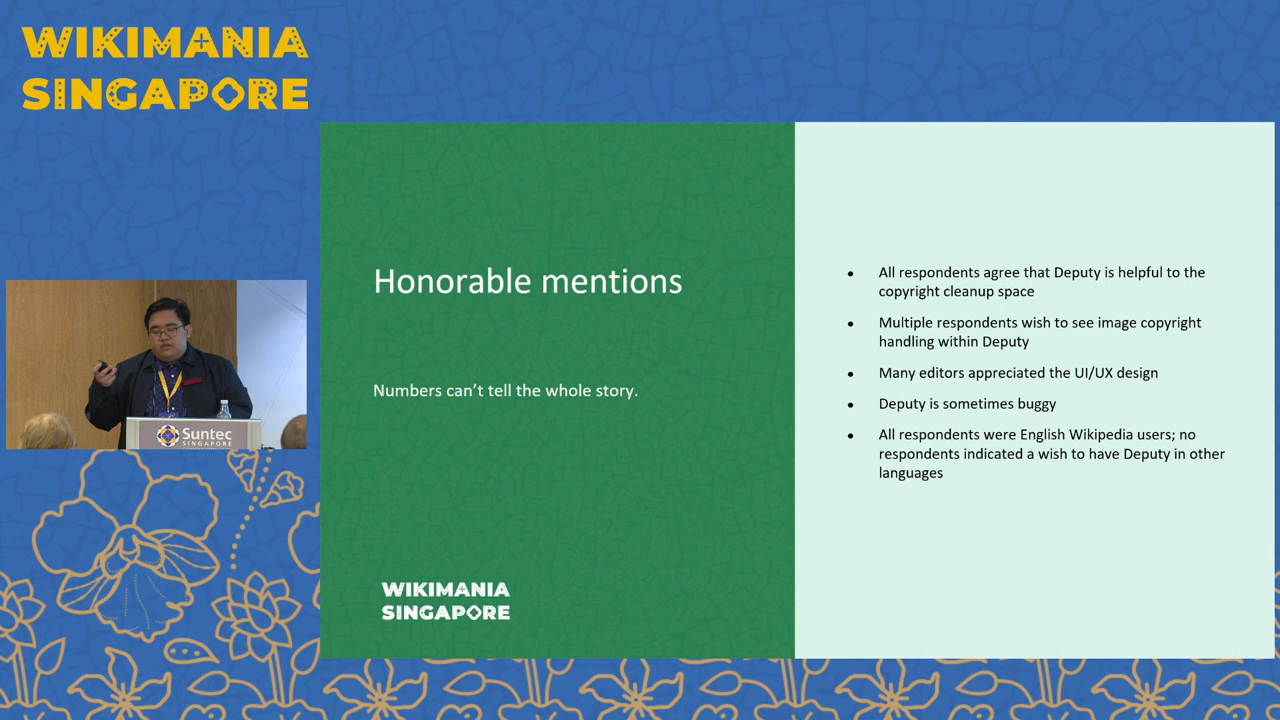 WIKIMANIA
SINGAPORE
Honorable mentions
Numbers can’t tell the whole story.
WIKIMANIA
SINGAPORE
• All respondents agree that Deputy is helpful to the
copyright cleanup space
• Multiple respondents wish to see image copyright
handling within Deputy
• Many editors appreciated the UI/UX design
• Deputy is sometimes buggy
• All respondents were English Wikipedia users; no
respondents indicated a wish to have Deputy in other
languages
Suntec
SINGAPORE